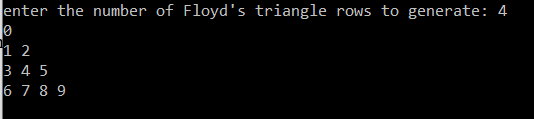 enter the number of Floyd's triangle rows to generate: 4
0
1 2
3 4 5
6 7 8 9